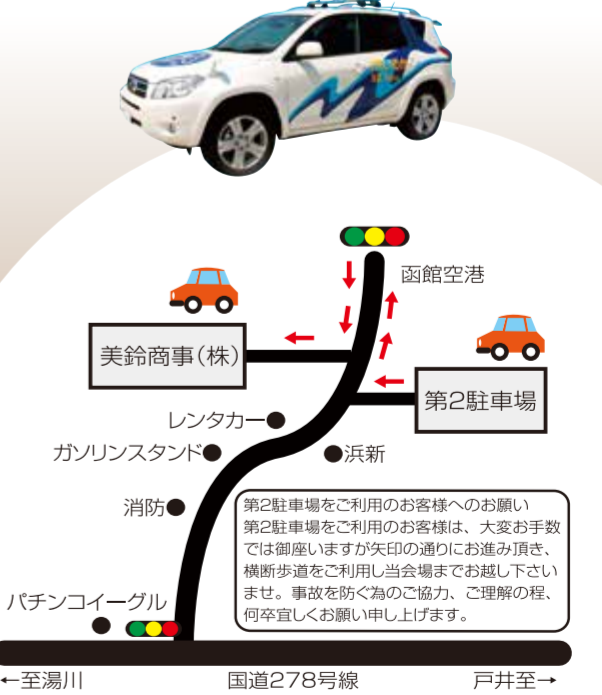 函館空港
美鈴商事(株)
第2駐車場
レンタカー●
ガソリンスタンド●
●浜新
消防●
第2駐車場をご利用のお客様へのお願い
第2駐車場をご利用のお客様は、大変お手数
では御座いますが矢印の通りにお進み頂き、
横断歩道をご利用し当会場までお越し下さい
ませ。事故を防ぐ為のご協力、ご理解の程、
何卒宜しくお願い申し上げます。
パチンコイーグル
←至湯川
国道278号線
戸井至→